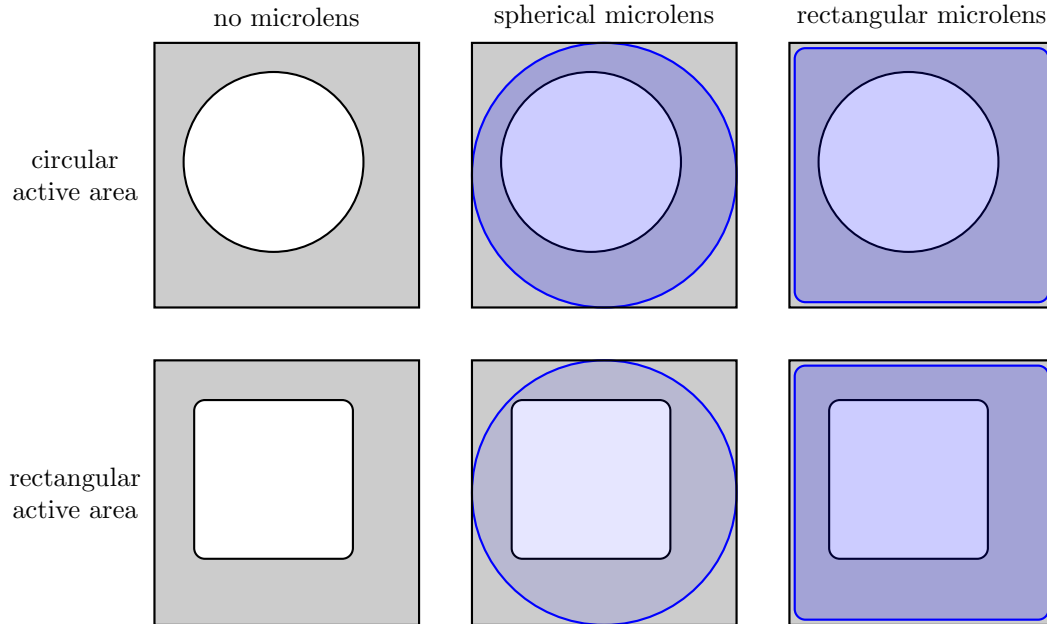 no microlens
spherical microlens
rectangular microlens
circular
active area
rectangular
active area